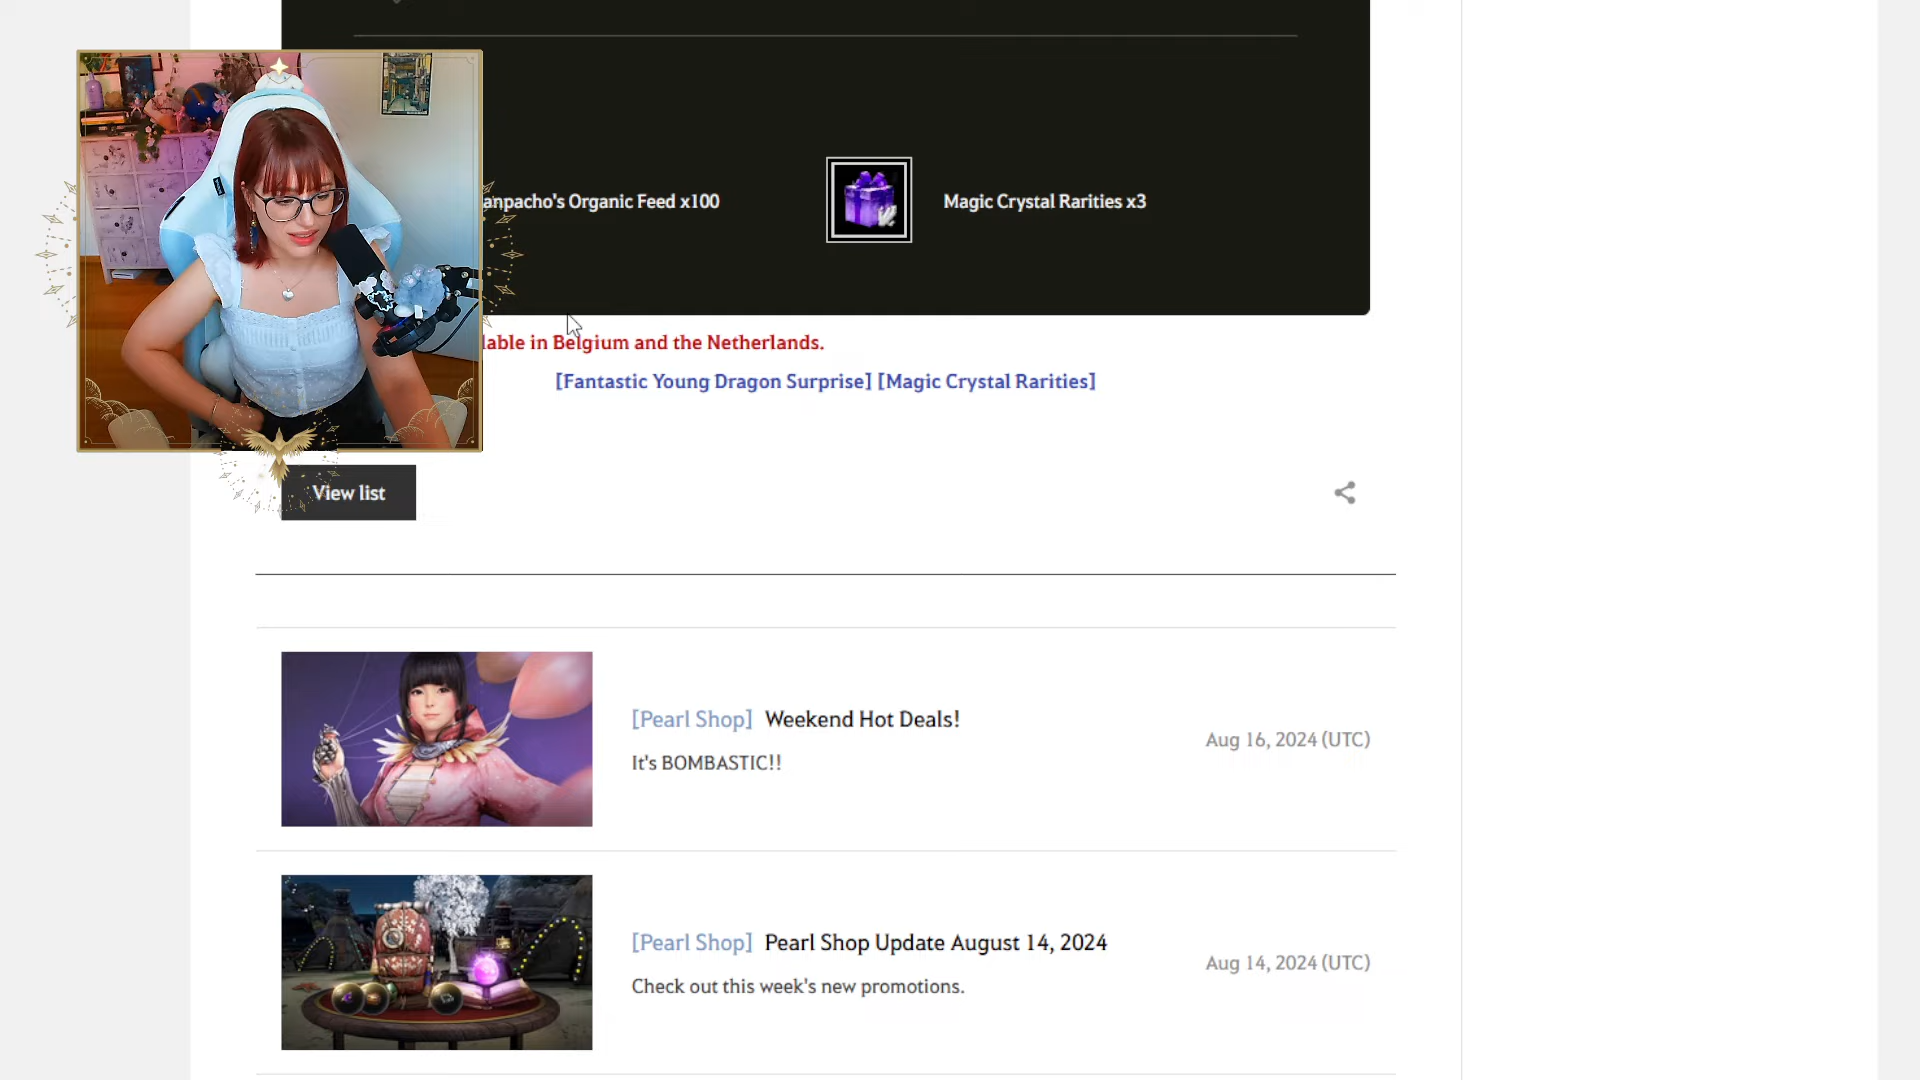 Organic Feed x100
Magic Crystal Rarities x3
in Belgium and the Netherlands.
[Fantastic Young Dragon Surprise] [Magic Crystal Rarities]
View list
[Pearl Shop] Weekend Hot Deals!
It's BOMBASTIC!!
Aug 16, 2024 (UTC)
[Pearl Shop] Pearl Shop Update August 14, 2024
Check out this week's new promotions.
Aug 14, 2024 (UTC)